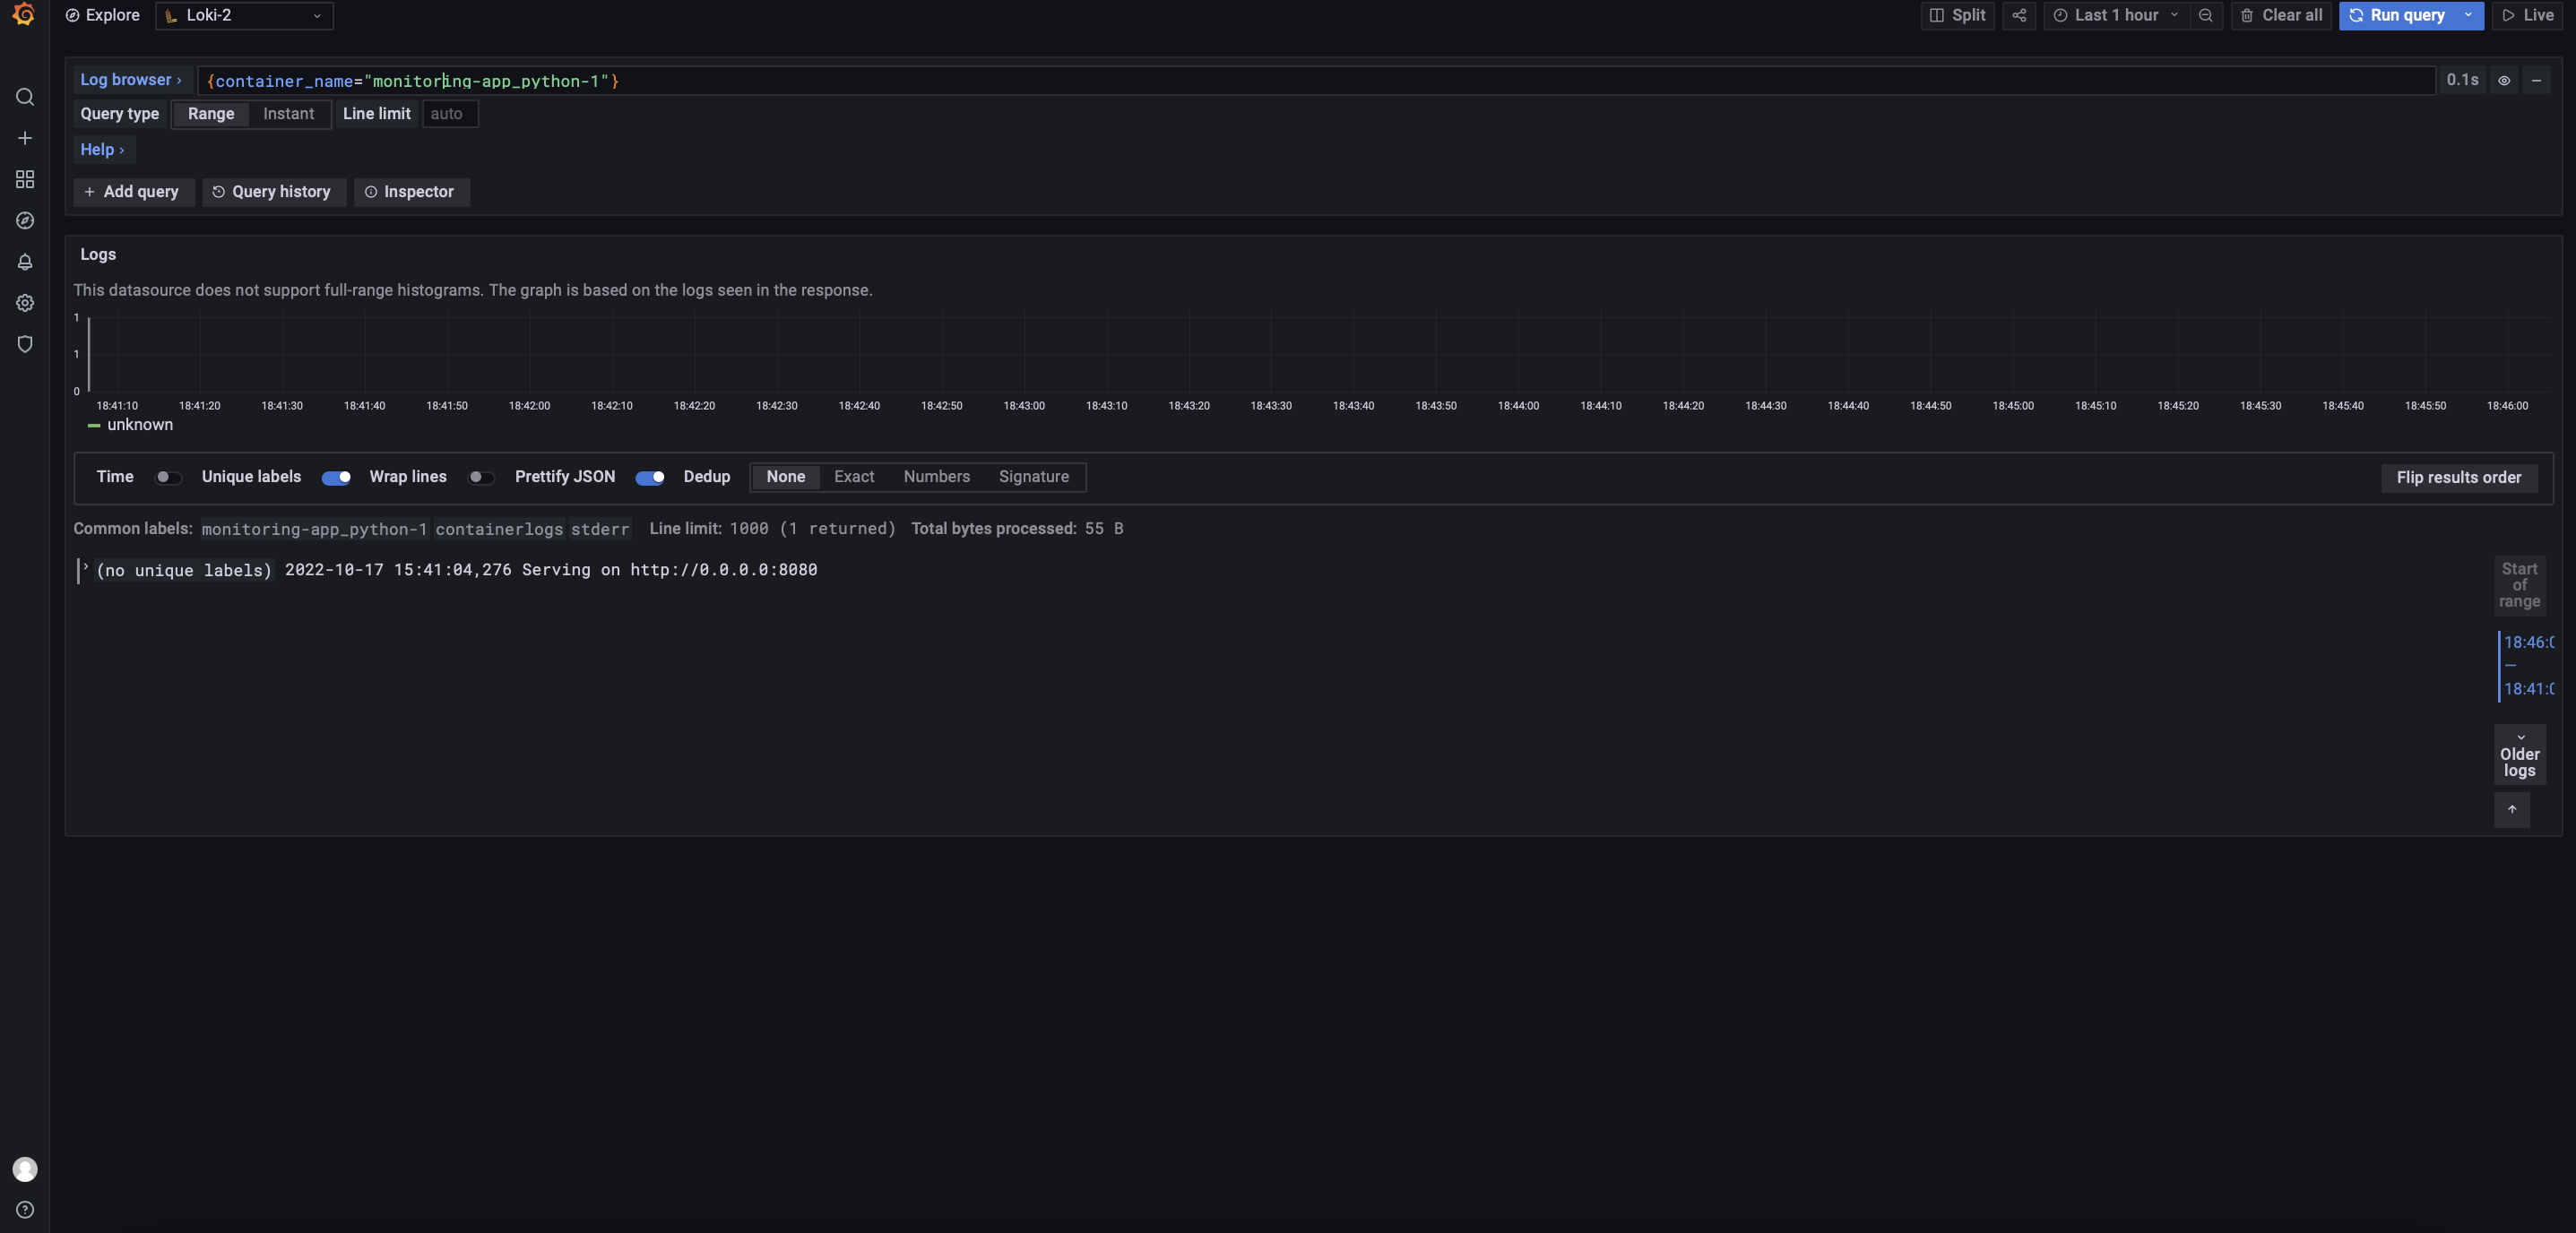 Explore Loki-2 Split Last 1 hour Clear all Run query Live
Log browser › {container_name="monitoring-app_python-1"} 0.1s
Query type Range Instant Line limit auto
Help ›
+ Add query Query history Inspector
Logs
This datasource does not support full-range histograms. The graph is based on the logs seen in the response.
1
1
0
18:41:10 18:41:20 18:41:30 18:41:40 18:41:50 18:42:00 18:42:10 18:42:20 18:42:30 18:42:40 18:42:50 18:43:00 18:43:10 18:43:20 18:43:30 18:43:40 18:43:50 18:44:00 18:44:10 18:44:20 18:44:30 18:44:40 18:44:50 18:45:00 18:45:10 18:45:20 18:45:30 18:45:40 18:45:50 18:46:00
unknown
Time Unique labels Wrap lines Prettify JSON Dedup None Exact Numbers Signature Flip results order
Common labels: monitoring-app_python-1 containerlogs stderr Line limit: 1000 (1 returned) Total bytes processed: 55 B
(no unique labels) 2022-10-17 15:41:04,276 Serving on http://0.0.0.0:8080
Start
of
range
18:46:0
—
18:41:0
Older
logs